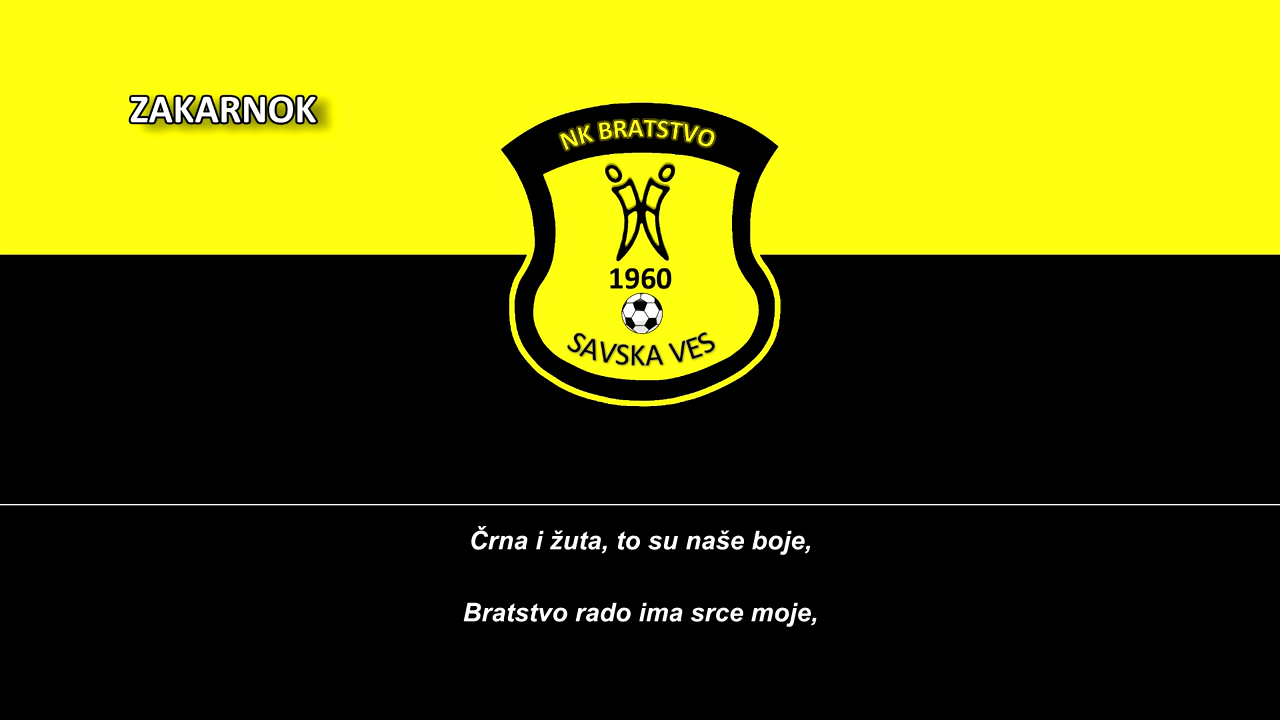 ZAKARNOK
NK BRATSTVO
1960
SAVSKA VES
Črna i žuta, to su naše boje,
Bratstvo rado ima srce moje,